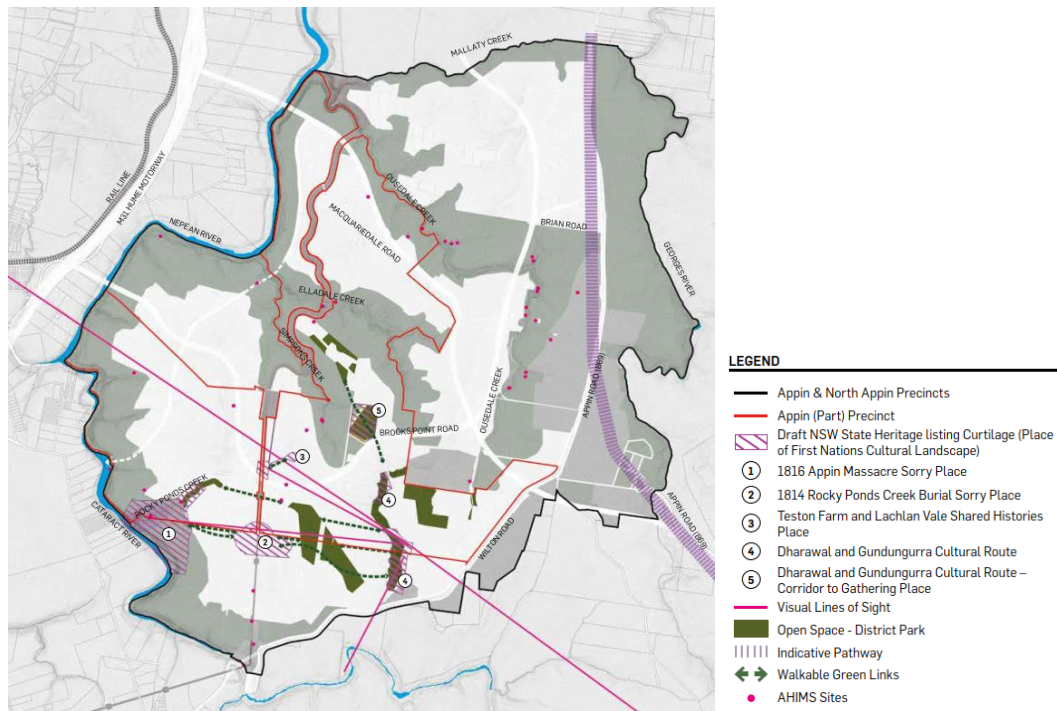 MALLATY CREEK
RAIL LINE
M31 HUME MOTORWAY
NEPEAN RIVER
OUSEDALE CREEK
MACQUARIEDALE ROAD
BRIAN ROAD
GEORGES RIVER
ELLADALE CREEK
SIMPSONS CREEK
OUSEDALE CREEK
APPIN ROAD (B69)
5
BROOKS POINT ROAD
3
ROCKY PONDS CREEK
4
CATARACT RIVER
1
2
WILTON ROAD
APPIN ROAD (B69)
4
LEGEND
Appin & North Appin Precincts
Appin (Part) Precinct
Draft NSW State Heritage listing Curtilage (Place
of First Nations Cultural Landscape)
1 1816 Appin Massacre Sorry Place
2 1814 Rocky Ponds Creek Burial Sorry Place
3 Teston Farm and Lachlan Vale Shared Histories
Place
4 Dharawal and Gundungurra Cultural Route
5 Dharawal and Gundungurra Cultural Route –
Corridor to Gathering Place
Visual Lines of Sight
Open Space - District Park
Indicative Pathway
Walkable Green Links
AHIMS Sites